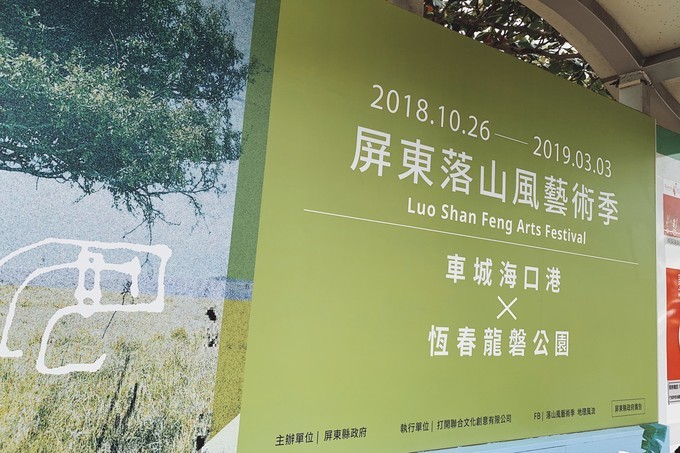 2018.10.26 — 2019.03.03
屏東落山風藝術季
Luo Shan Feng Arts Festival
車城海口港
×
恆春龍磐公園
主辦單位| 屏東縣政府
執行單位| 打開聯合文化創意有限公司
FB| 落山風藝術季 地理風流
屏東縣政府廣告